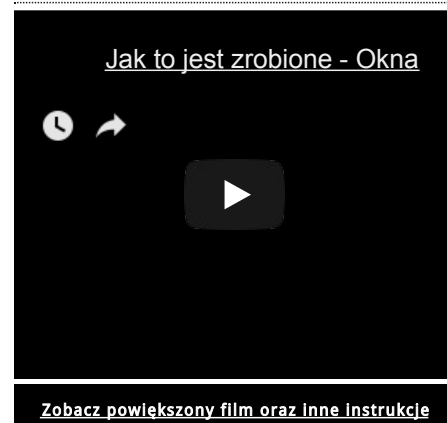 Jak to jest zrobione - Okna
Zobacz powiększony film oraz inne instrukcje